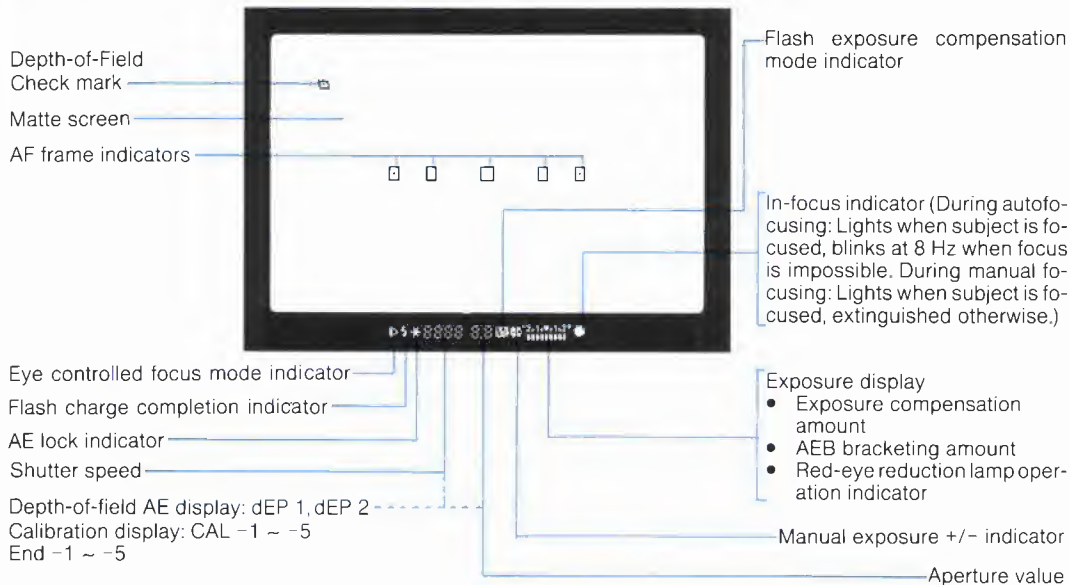 Depth-of-Field
Check mark
Matte screen
AF frame indicators
Flash exposure compensation
mode indicator
In-focus indicator (During autofo-
cusing: Lights when subject is fo-
cused, blinks at 8 Hz when focus
is impossible. During manual fo-
cusing: Lights when subject is fo-
cused, extinguished otherwise.)
Eye controlled focus mode indicator
Flash charge completion indicator
AE lock indicator
Shutter speed
Depth-of-field AE display: dEP 1, dEP 2
Calibration display: CAL −1 ~ −5
End −1 ~ −5
Exposure display
• Exposure compensation
amount
• AEB bracketing amount
• Red-eye reduction lamp oper-
ation indicator
Manual exposure +/− indicator
Aperture value